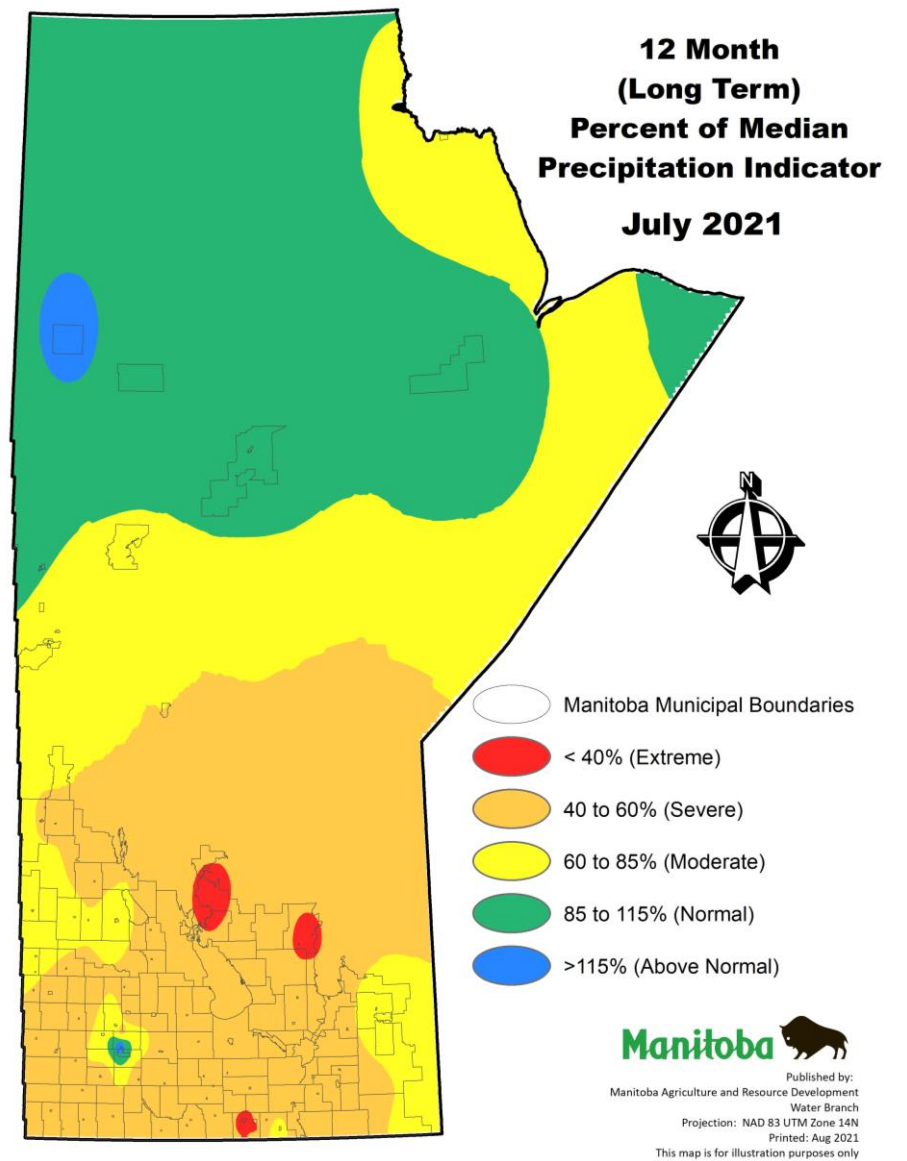 12 Month
(Long Term)
Percent of Median
Precipitation Indicator
July 2021
N
Manitoba Municipal Boundaries
< 40% (Extreme)
40 to 60% (Severe)
60 to 85% (Moderate)
85 to 115% (Normal)
>115% (Above Normal)
Manitoba
Published by:
Manitoba Agriculture and Resource Development
Water Branch
Projection: NAD 83 UTM Zone 14N
Printed: Aug 2021
This map is for illustration purposes only